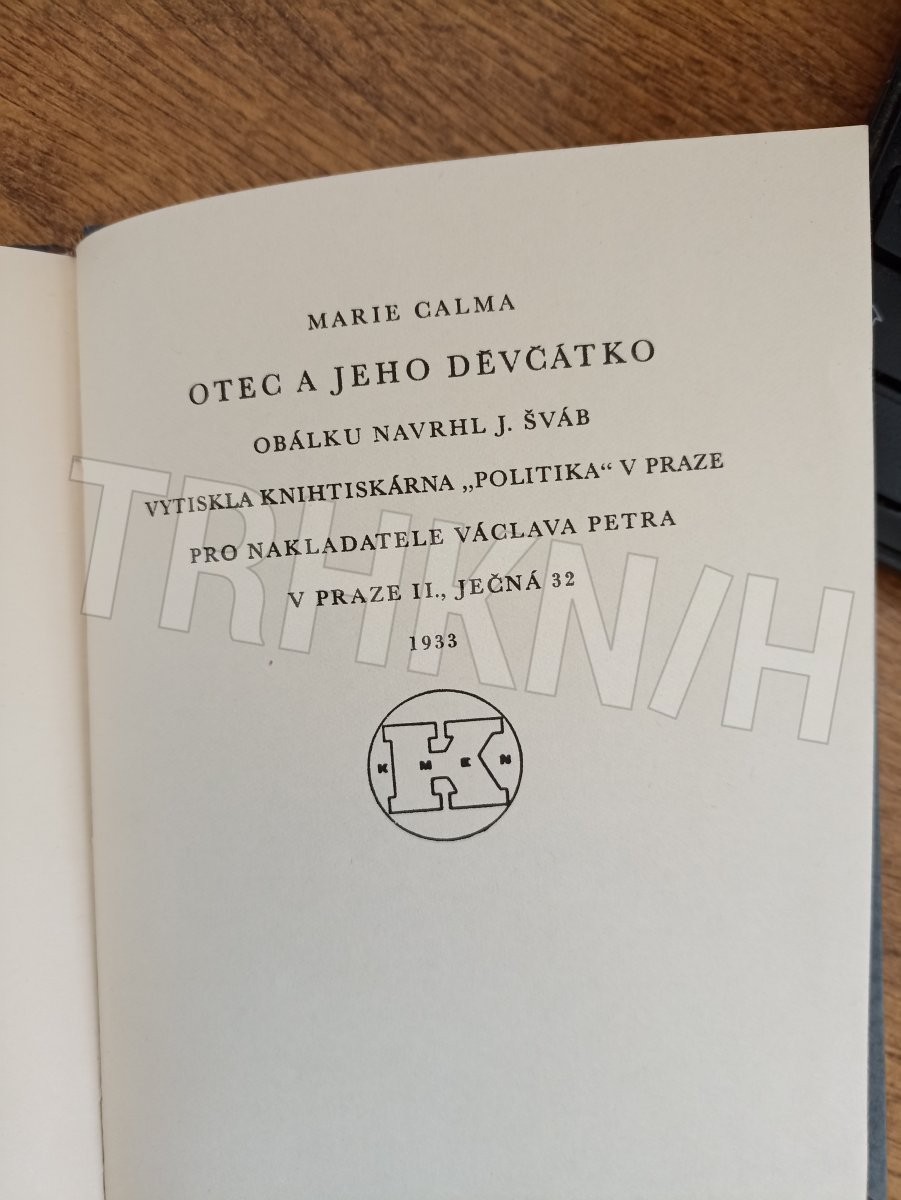 MARIE CALMA
OTEC A JEHO DĚVČÁTKO
OBÁLKU NAVRHL J. ŠVÁB
VYTISKLA KNIHTISKÁRNA „POLITIKA“ V PRAZE
PRO NAKLADATELE VÁCLAVA PETRA
V PRAZE II., JEČNÁ 32
1933
K
K M E N
TRHKNIH